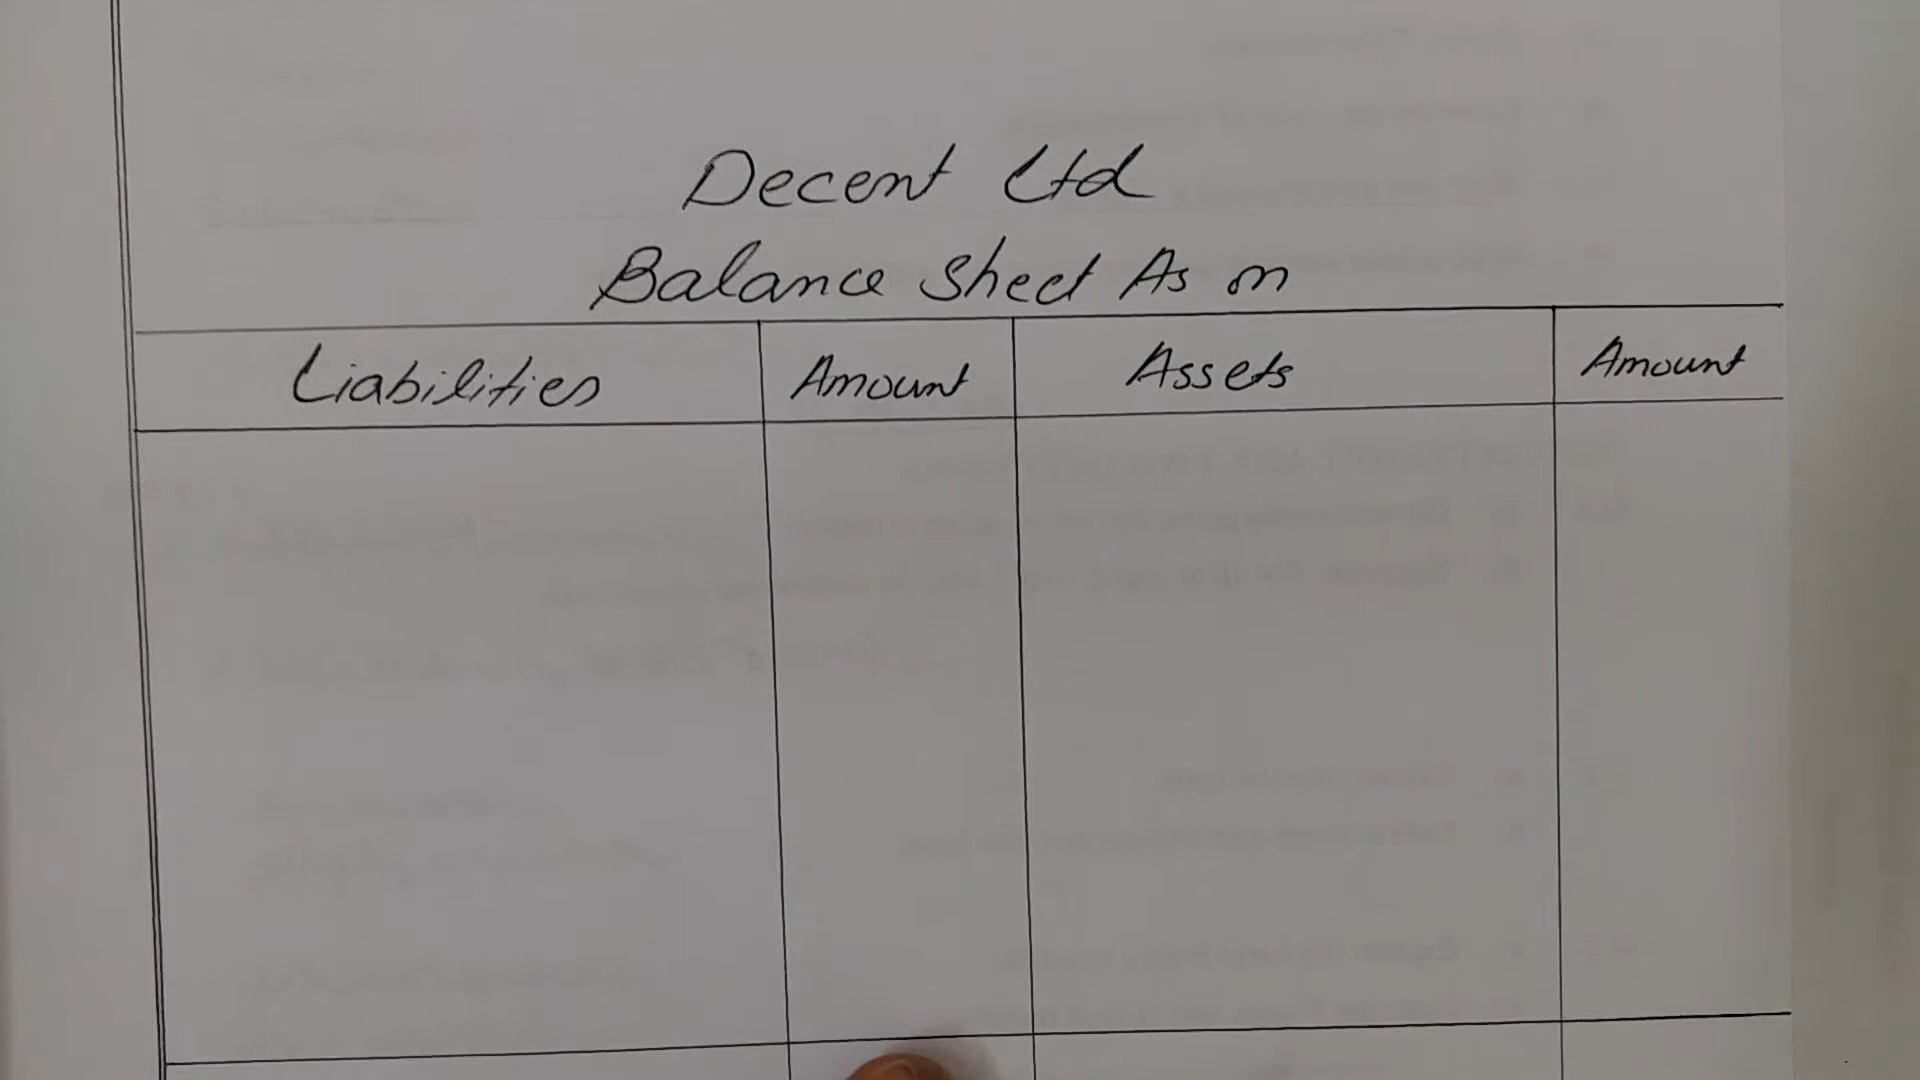 Decent Ltd
Balance Sheet As on
Liabilities Amount Assets Amount